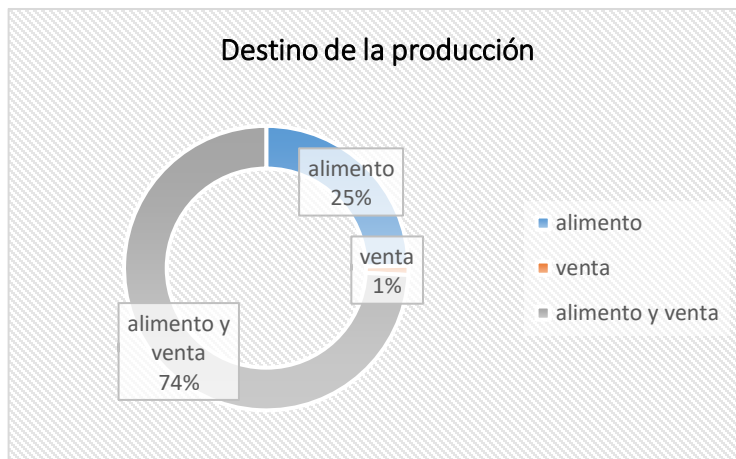 Destino de la producción
alimento
25%
venta
1%
alimento y
venta
74%
alimento
venta
alimento y venta